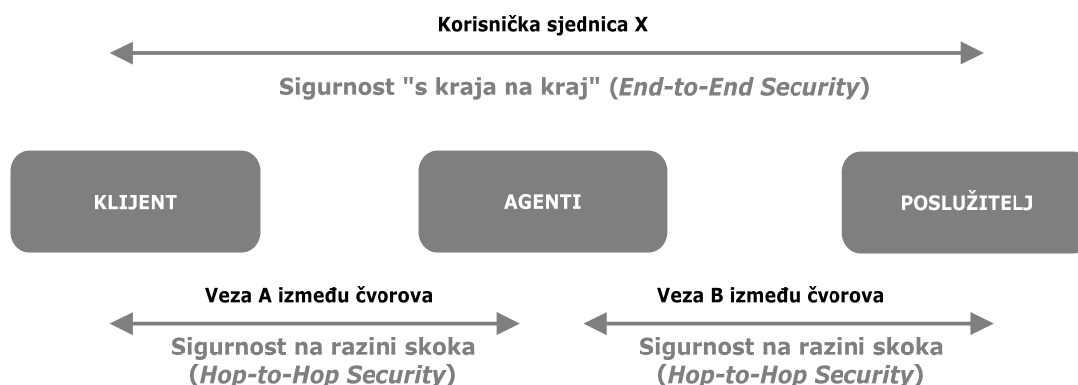 Korisnička sjednica X
Sigurnost "s kraja na kraj" (End-to-End Security)
KLIJENT
AGENTI
POSLUŽITELJ
Veza A između čvorova
Veza B između čvorova
Sigurnost na razini skoka
(Hop-to-Hop Security)
Sigurnost na razini skoka
(Hop-to-Hop Security)